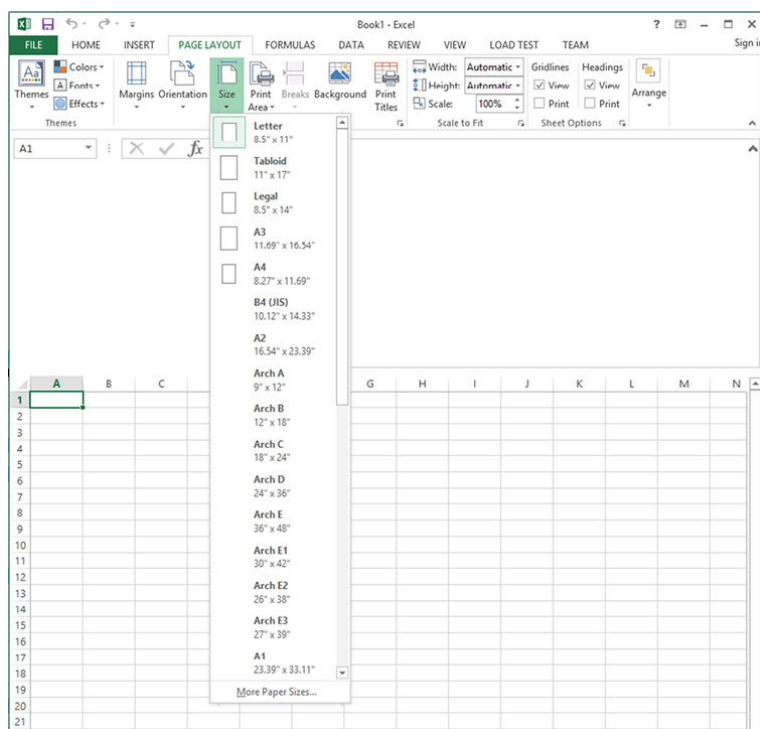 Book1 - Excel
?
FILE HOME INSERT PAGE LAYOUT FORMULAS DATA REVIEW VIEW LOAD TEST TEAM Sign in
Aa Themes
Colors
A Fonts
Effects
Themes
Margins Orientation Size Print Area Breaks Background Print Titles
Width: Automatic
Height: Automatic
Scale: 100%
Scale to Fit
Gridlines Headings
View View
Print Print
Sheet Options
Arrange
A1 fx
Letter
8.5" x 11"
Tabloid
11" x 17"
Legal
8.5" x 14"
A3
11.69" x 16.54"
A4
8.27" x 11.69"
B4 (JIS)
10.12" x 14.33"
A2
16.54" x 23.39"
Arch A
9" x 12"
Arch B
12" x 18"
Arch C
18" x 24"
Arch D
24" x 36"
Arch E
36" x 48"
Arch E1
30" x 42"
Arch E2
26" x 38"
Arch E3
27" x 39"
A1
23.39" x 33.11"
More Paper Sizes...
A B C G H I J K L M N
1
2
3
4
5
6
7
8
9
10
11
12
13
14
15
16
17
18
19
20
21